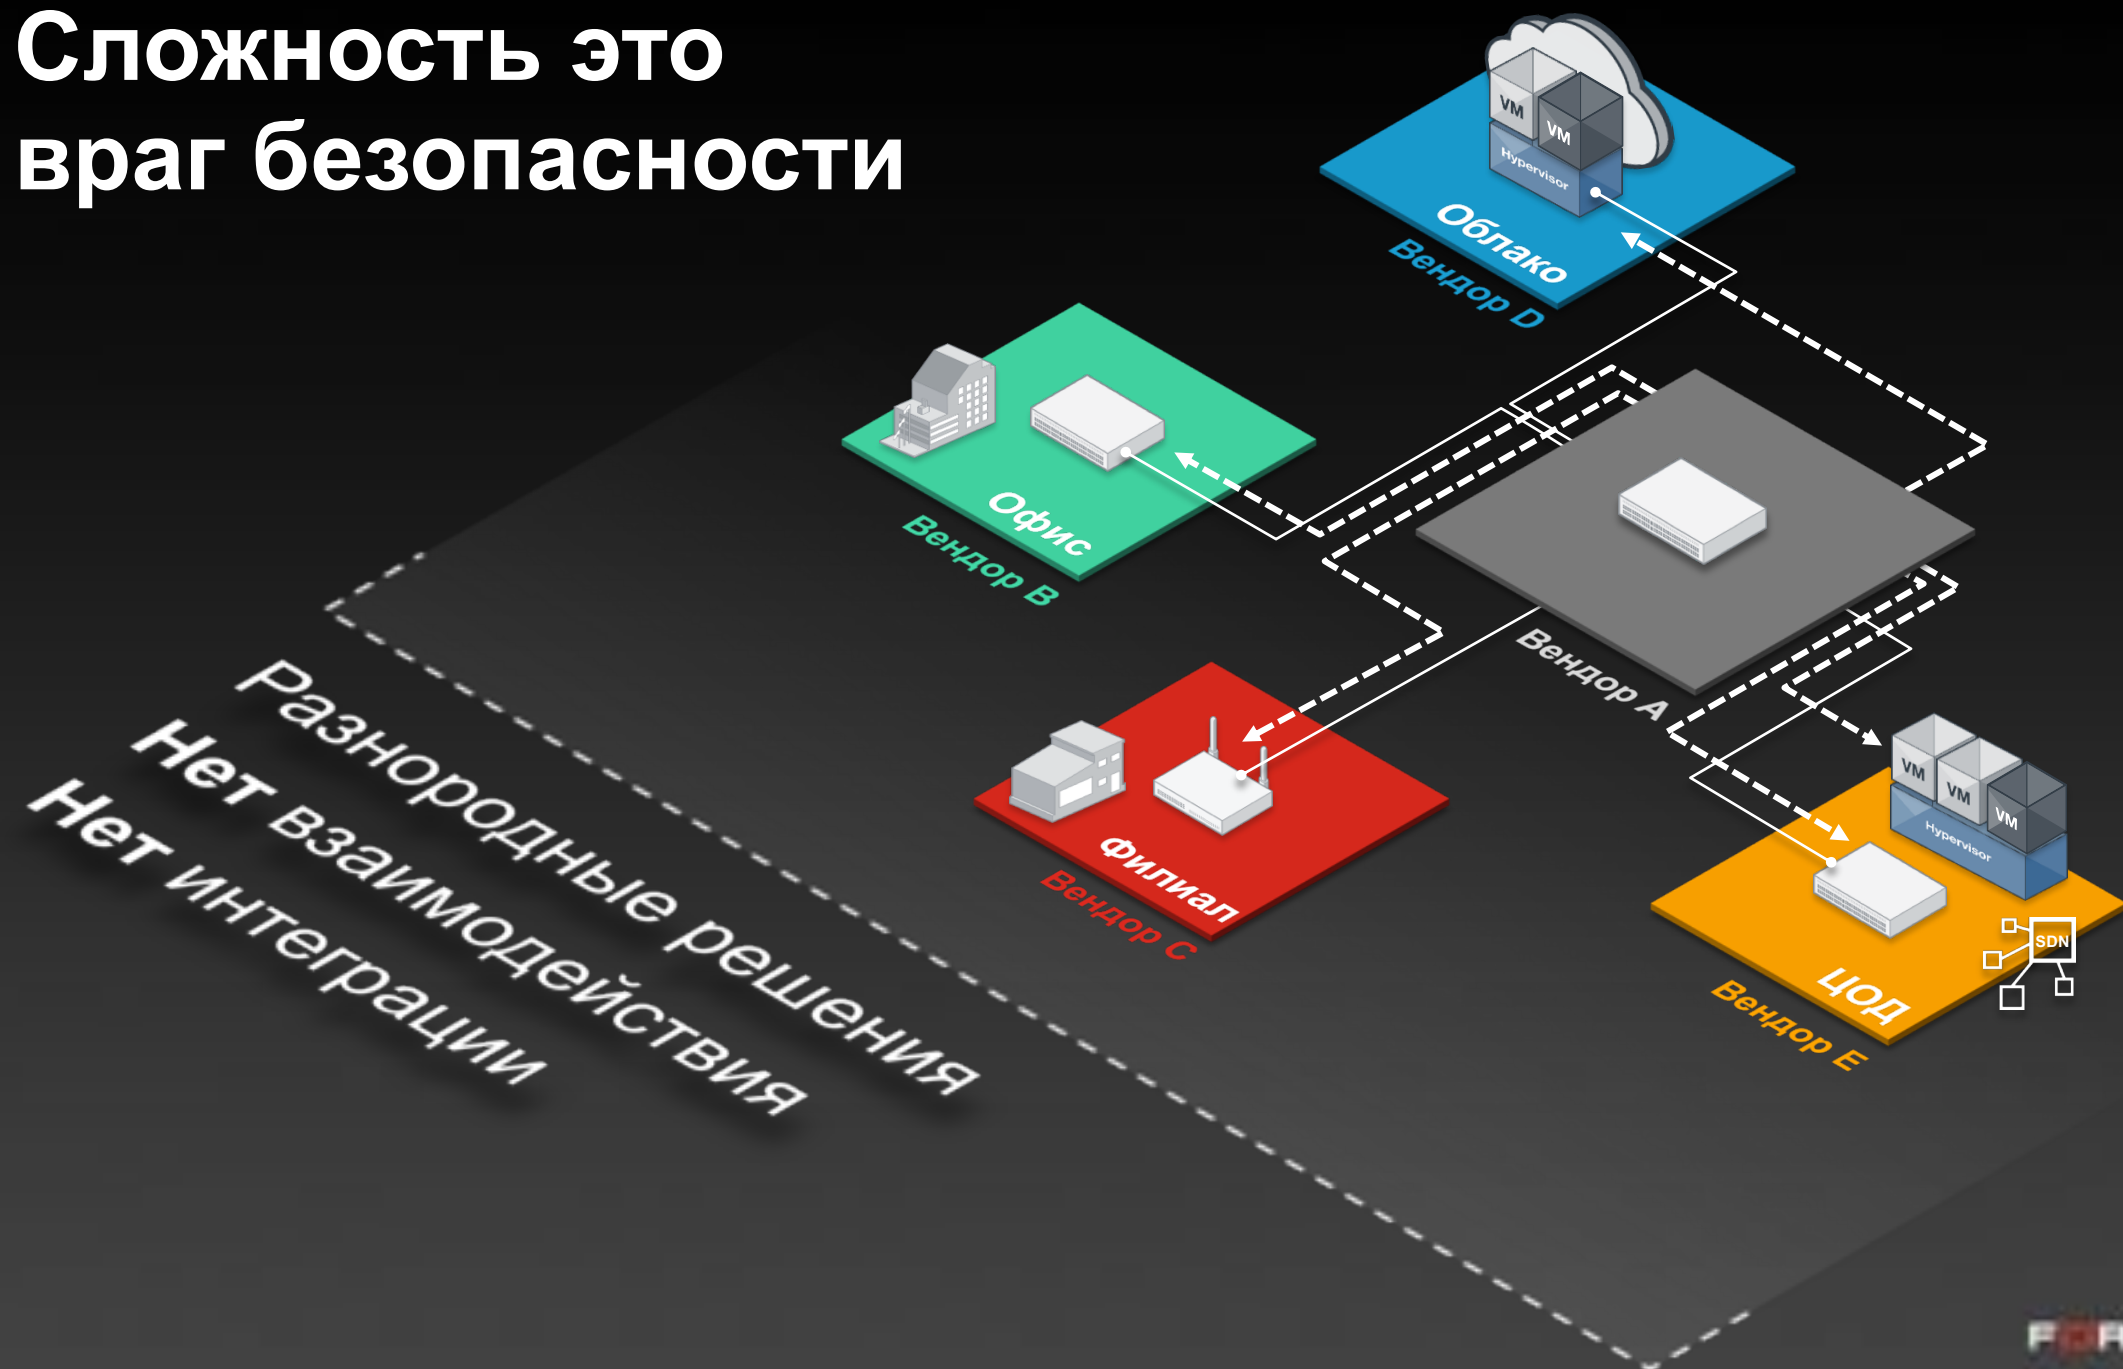 Сложность это
враг безопасности
VM
VM
Hypervisor
Облако
Вендор D
Офис
Вендор B
Вендор A
Филиал
Вендор C
VM
VM
VM
Hypervisor
SDN
ЦОД
Вендор E
Разнородные решения
Нет взаимодействия
Нет интеграции